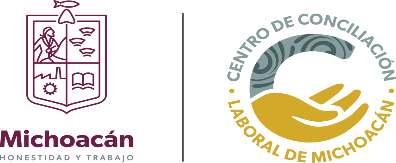 Michoacán
HONESTIDAD Y TRABAJO
CENTRO DE CONCILIACIÓN
• LABORAL DE MICHOACÁN •